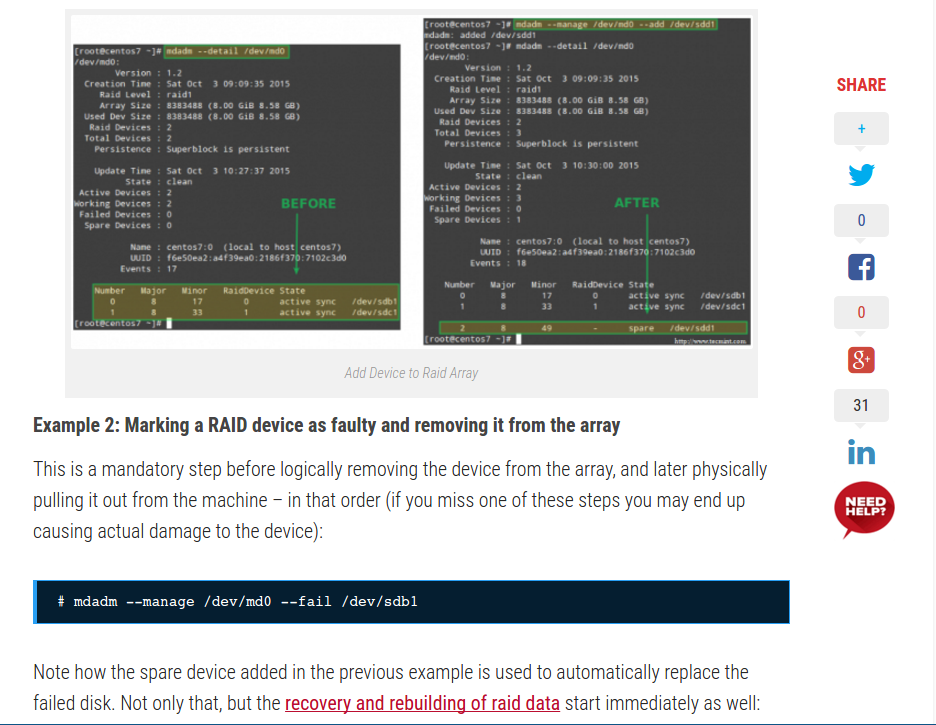 [root@centos7 ~]# mdadm --detail /dev/md0
/dev/md0:
Version : 1.2
Creation Time : Sat Oct 3 09:09:35 2015
Raid Level : raid1
Array Size : 8383488 (8.00 GiB 8.58 GB)
Used Dev Size : 8383488 (8.00 GiB 8.58 GB)
Raid Devices : 2
Total Devices : 2
Persistence : Superblock is persistent
Update Time : Sat Oct 3 10:27:37 2015
State : clean
Active Devices : 2
Working Devices : 2
Failed Devices : 0
Spare Devices : 0
BEFORE
Name : centos7:0 (local to host centos7)
UUID : f6e50ea2:a4f39ea0:2186f370:7102c3d0
Events : 17
Number Major Minor RaidDevice State
0 8 17 0 active sync /dev/sdb1
1 8 33 1 active sync /dev/sdc1
[root@centos7 ~]#
[root@centos7 ~]# mdadm --manage /dev/md0 --add /dev/sdd1
mdadm: added /dev/sdd1
[root@centos7 ~]# mdadm --detail /dev/md0
/dev/md0:
Version : 1.2
Creation Time : Sat Oct 3 09:09:35 2015
Raid Level : raid1
Array Size : 8383488 (8.00 GiB 8.58 GB)
Used Dev Size : 8383488 (8.00 GiB 8.58 GB)
Raid Devices : 2
Total Devices : 3
Persistence : Superblock is persistent
Update Time : Sat Oct 3 10:30:00 2015
State : clean
Active Devices : 2
Working Devices : 3
Failed Devices : 0
Spare Devices : 1
AFTER
Name : centos7:0 (local to host centos7)
UUID : f6e50ea2:a4f39ea0:2186f370:7102c3d0
Events : 18
Number Major Minor RaidDevice State
0 8 17 0 active sync /dev/sdb1
1 8 33 1 active sync /dev/sdc1
2 8 49 - spare /dev/sdd1
[root@centos7 ~]#
http://www.tecmint.com
Add Device to Raid Array
Example 2: Marking a RAID device as faulty and removing it from the array
This is a mandatory step before logically removing the device from the array, and later physically
pulling it out from the machine – in that order (if you miss one of these steps you may end up
causing actual damage to the device):
# mdadm --manage /dev/md0 --fail /dev/sdb1
Note how the spare device added in the previous example is used to automatically replace the
failed disk. Not only that, but the recovery and rebuilding of raid data start immediately as well:
SHARE
+
0
f
0
g+
31
in
NEED
HELP?